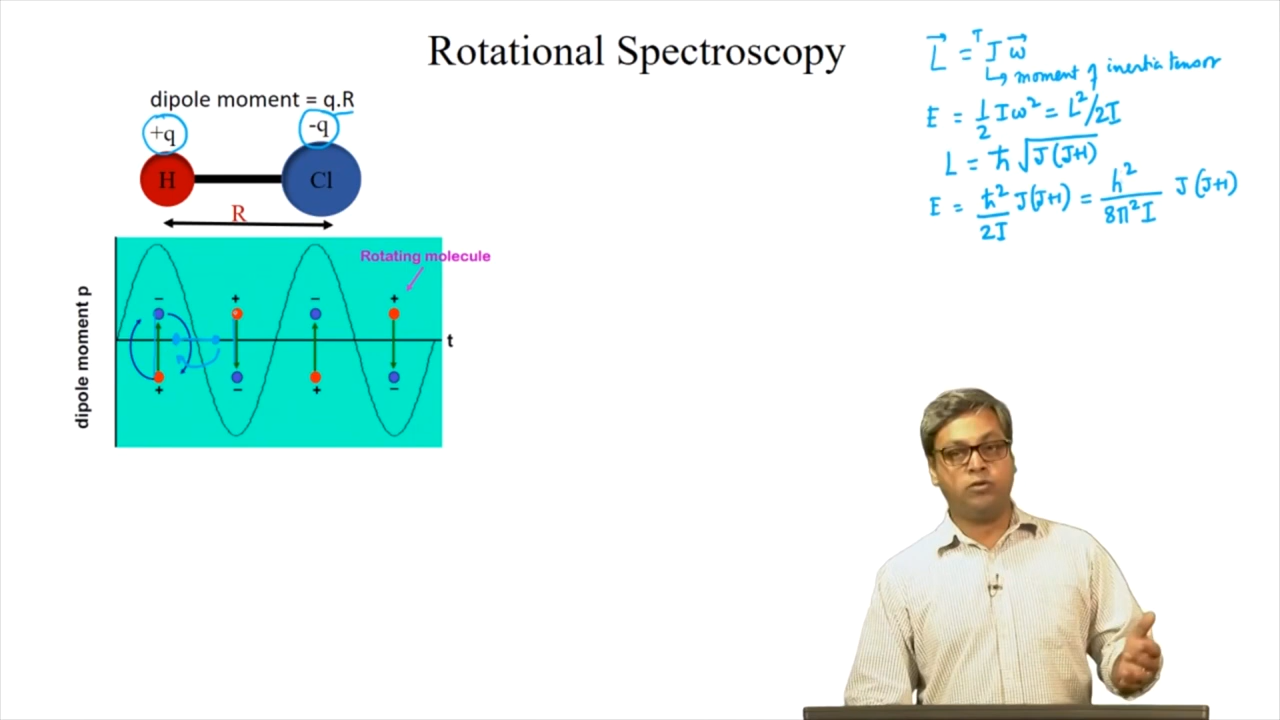 Rotational Spectroscopy
L⃗ = I ω⃗
↳ moment of inertia tensor
E = 1/2 Iω² = L²/2I
L = ħ √J(J+1)
E = ħ²/2I J(J+1) = h²/8π²I J(J+1)
dipole moment = q.R
+q -q
H Cl
R
Rotating molecule
− + − +
dipole moment p
t
+ − + −